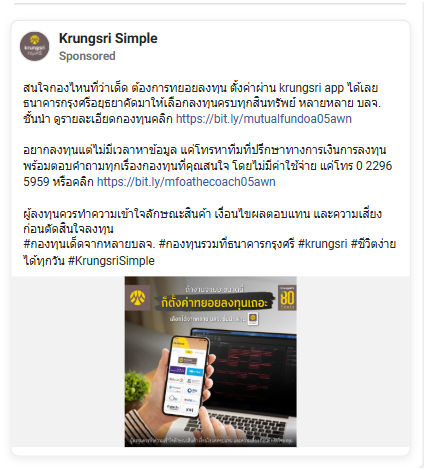 Krungsri Simple
Sponsored
สนใจกองไหนที่ว่าเด็ด ต้องการทยอยลงทุน ตั้งค่าผ่าน krungsri app ได้เลย
ธนาคารกรุงศรีอยุธยาคัดมาให้เลือกลงทุนครบทุกสินทรัพย์ หลายหลาย บลจ.
ชั้นนำ ดูรายละเอียดกองทุนคลิก https://bit.ly/mutualfundoa05awn
อยากลงทุนแต่ไม่มีเวลาหาข้อมูล แค่โทรหาทีมที่ปรึกษาทางการเงินการลงทุน
พร้อมตอบคำถามทุกเรื่องกองทุนที่คุณสนใจ โดยไม่มีค่าใช้จ่าย แค่โทร 0 2296
5959 หรือคลิก https://bit.ly/mfoathecoach05awn
ผู้ลงทุนควรทำความเข้าใจลักษณะสินค้า เงื่อนไขผลตอบแทน และความเสี่ยง
ก่อนตัดสินใจลงทุน
#กองทุนเด็ดจากหลายบลจ. #กองทุนรวมที่ธนาคารกรุงศรี #krungsri #ชีวิตง่าย
ได้ทุกวัน #KrungsriSimple
ก็ตั้งค่าทยอยลงทุนเถอะ
80